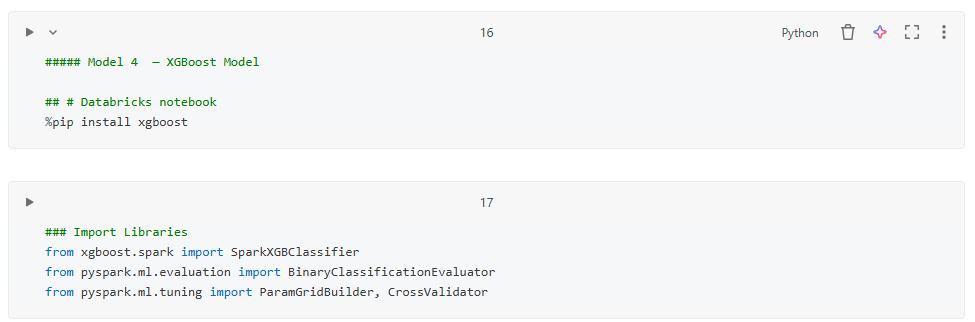 16
Python
##### Model 4  — XGBoost Model
## # Databricks notebook
%pip install xgboost
17
### Import Libraries
from xgboost.spark import SparkXGBClassifier
from pyspark.ml.evaluation import BinaryClassificationEvaluator
from pyspark.ml.tuning import ParamGridBuilder, CrossValidator